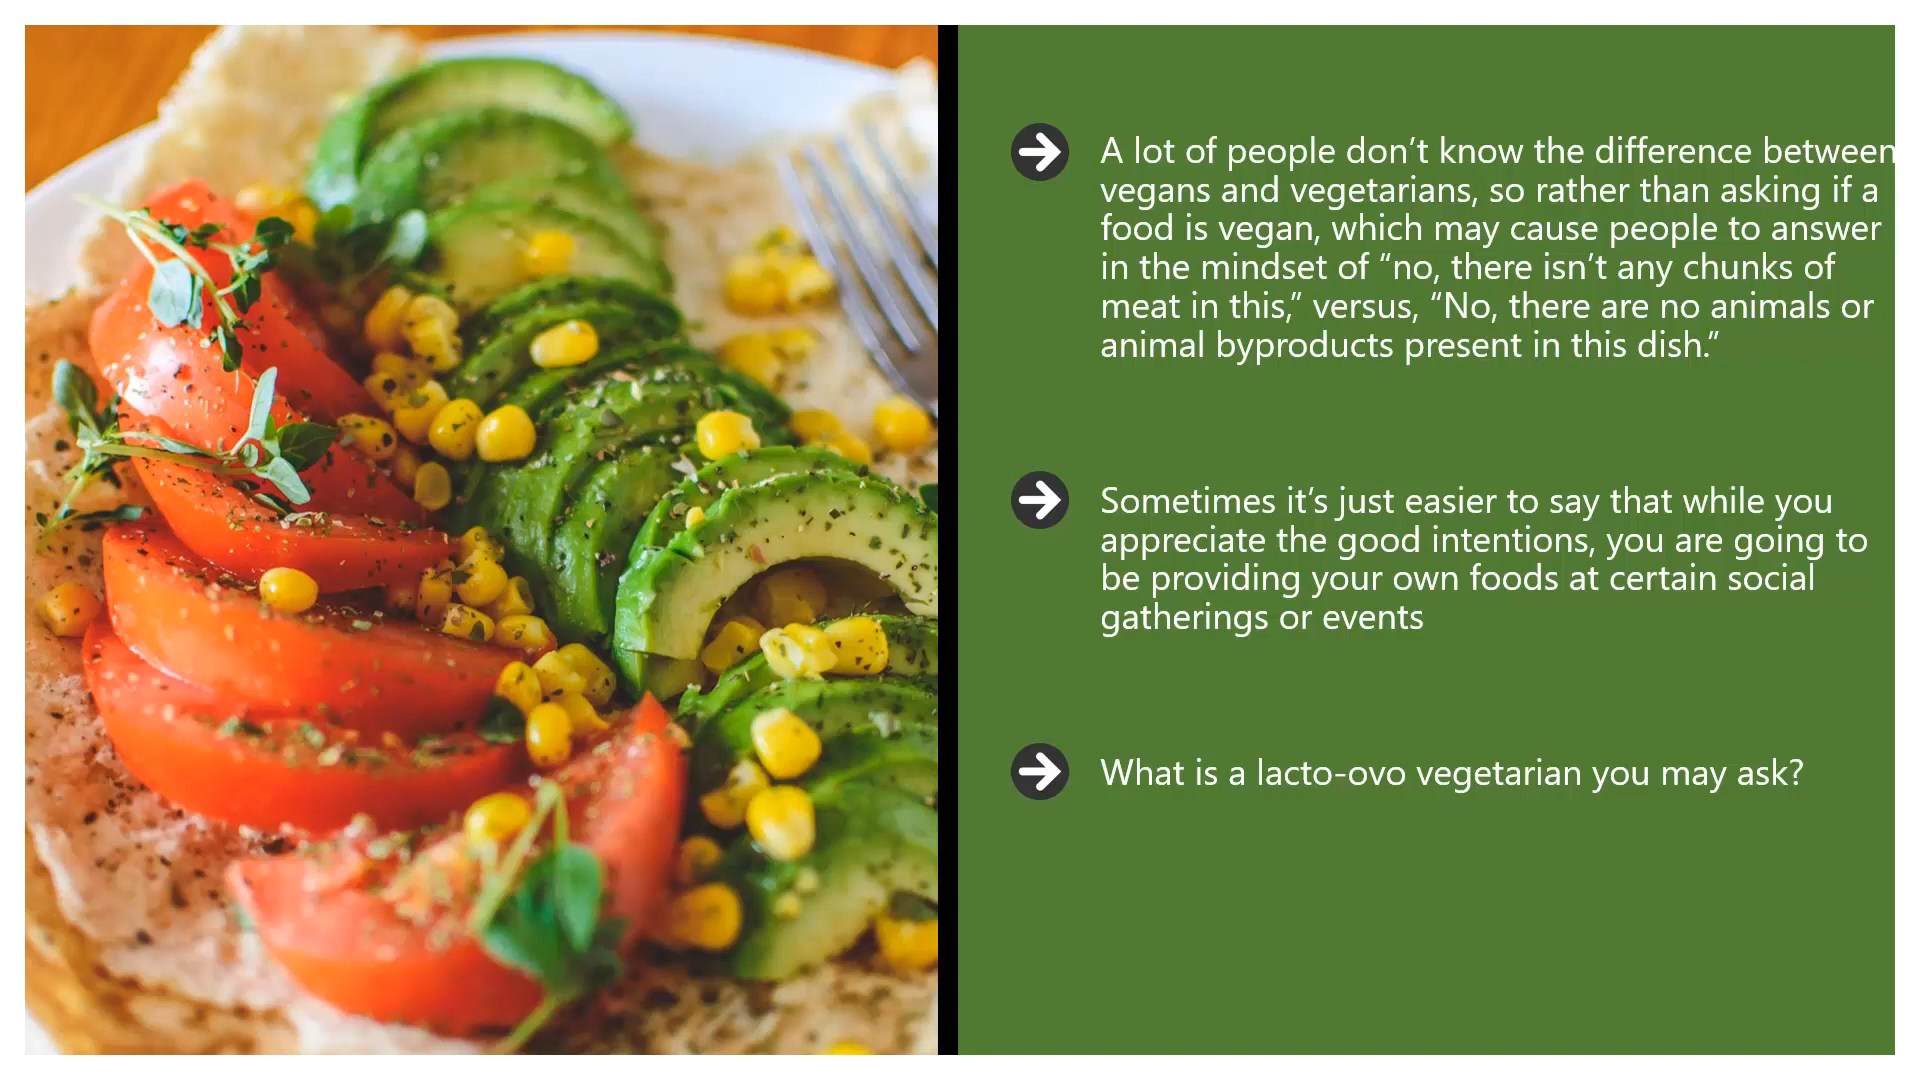 A lot of people don’t know the difference between
vegans and vegetarians, so rather than asking if a
food is vegan, which may cause people to answer
in the mindset of “no, there isn’t any chunks of
meat in this,” versus, “No, there are no animals or
animal byproducts present in this dish.”
Sometimes it’s just easier to say that while you
appreciate the good intentions, you are going to
be providing your own foods at certain social
gatherings or events
What is a lacto-ovo vegetarian you may ask?